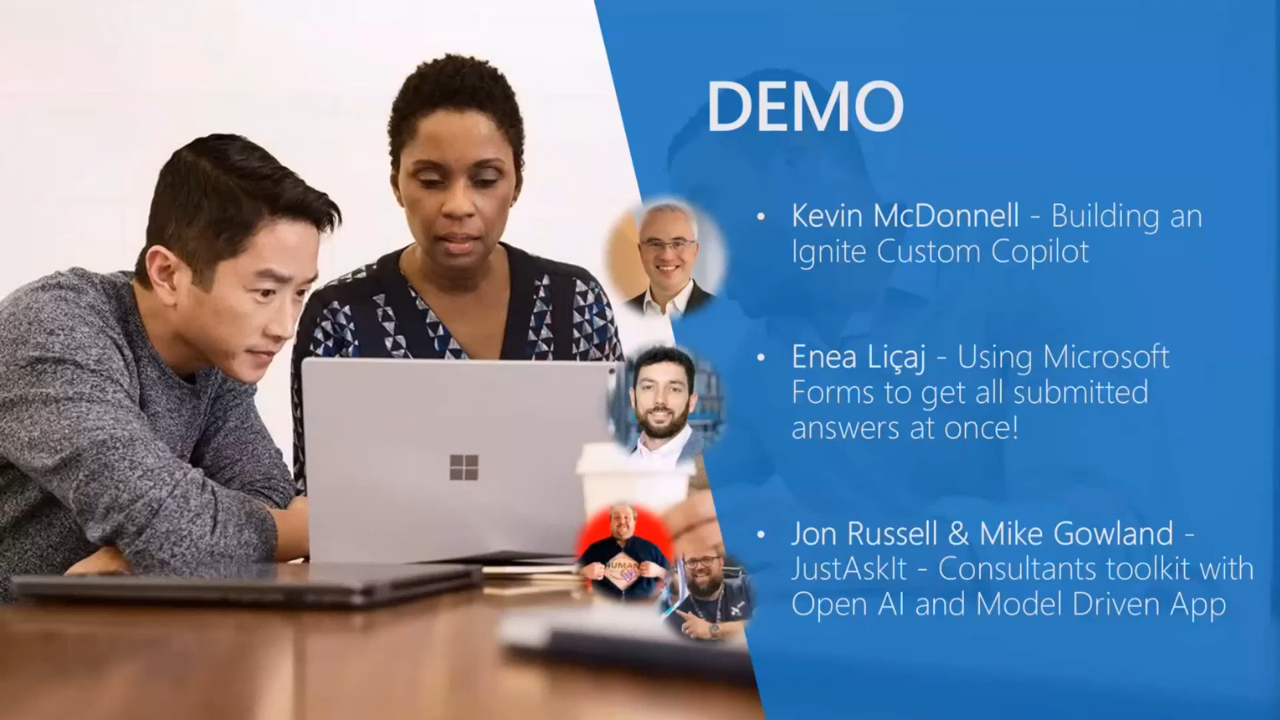 DEMO
• Kevin McDonnell - Building an
Ignite Custom Copilot
• Enea Liçaj - Using Microsoft
Forms to get all submitted
answers at once!
• Jon Russell & Mike Gowland -
JustAskIt - Consultants toolkit with
Open AI and Model Driven App
HUMAN